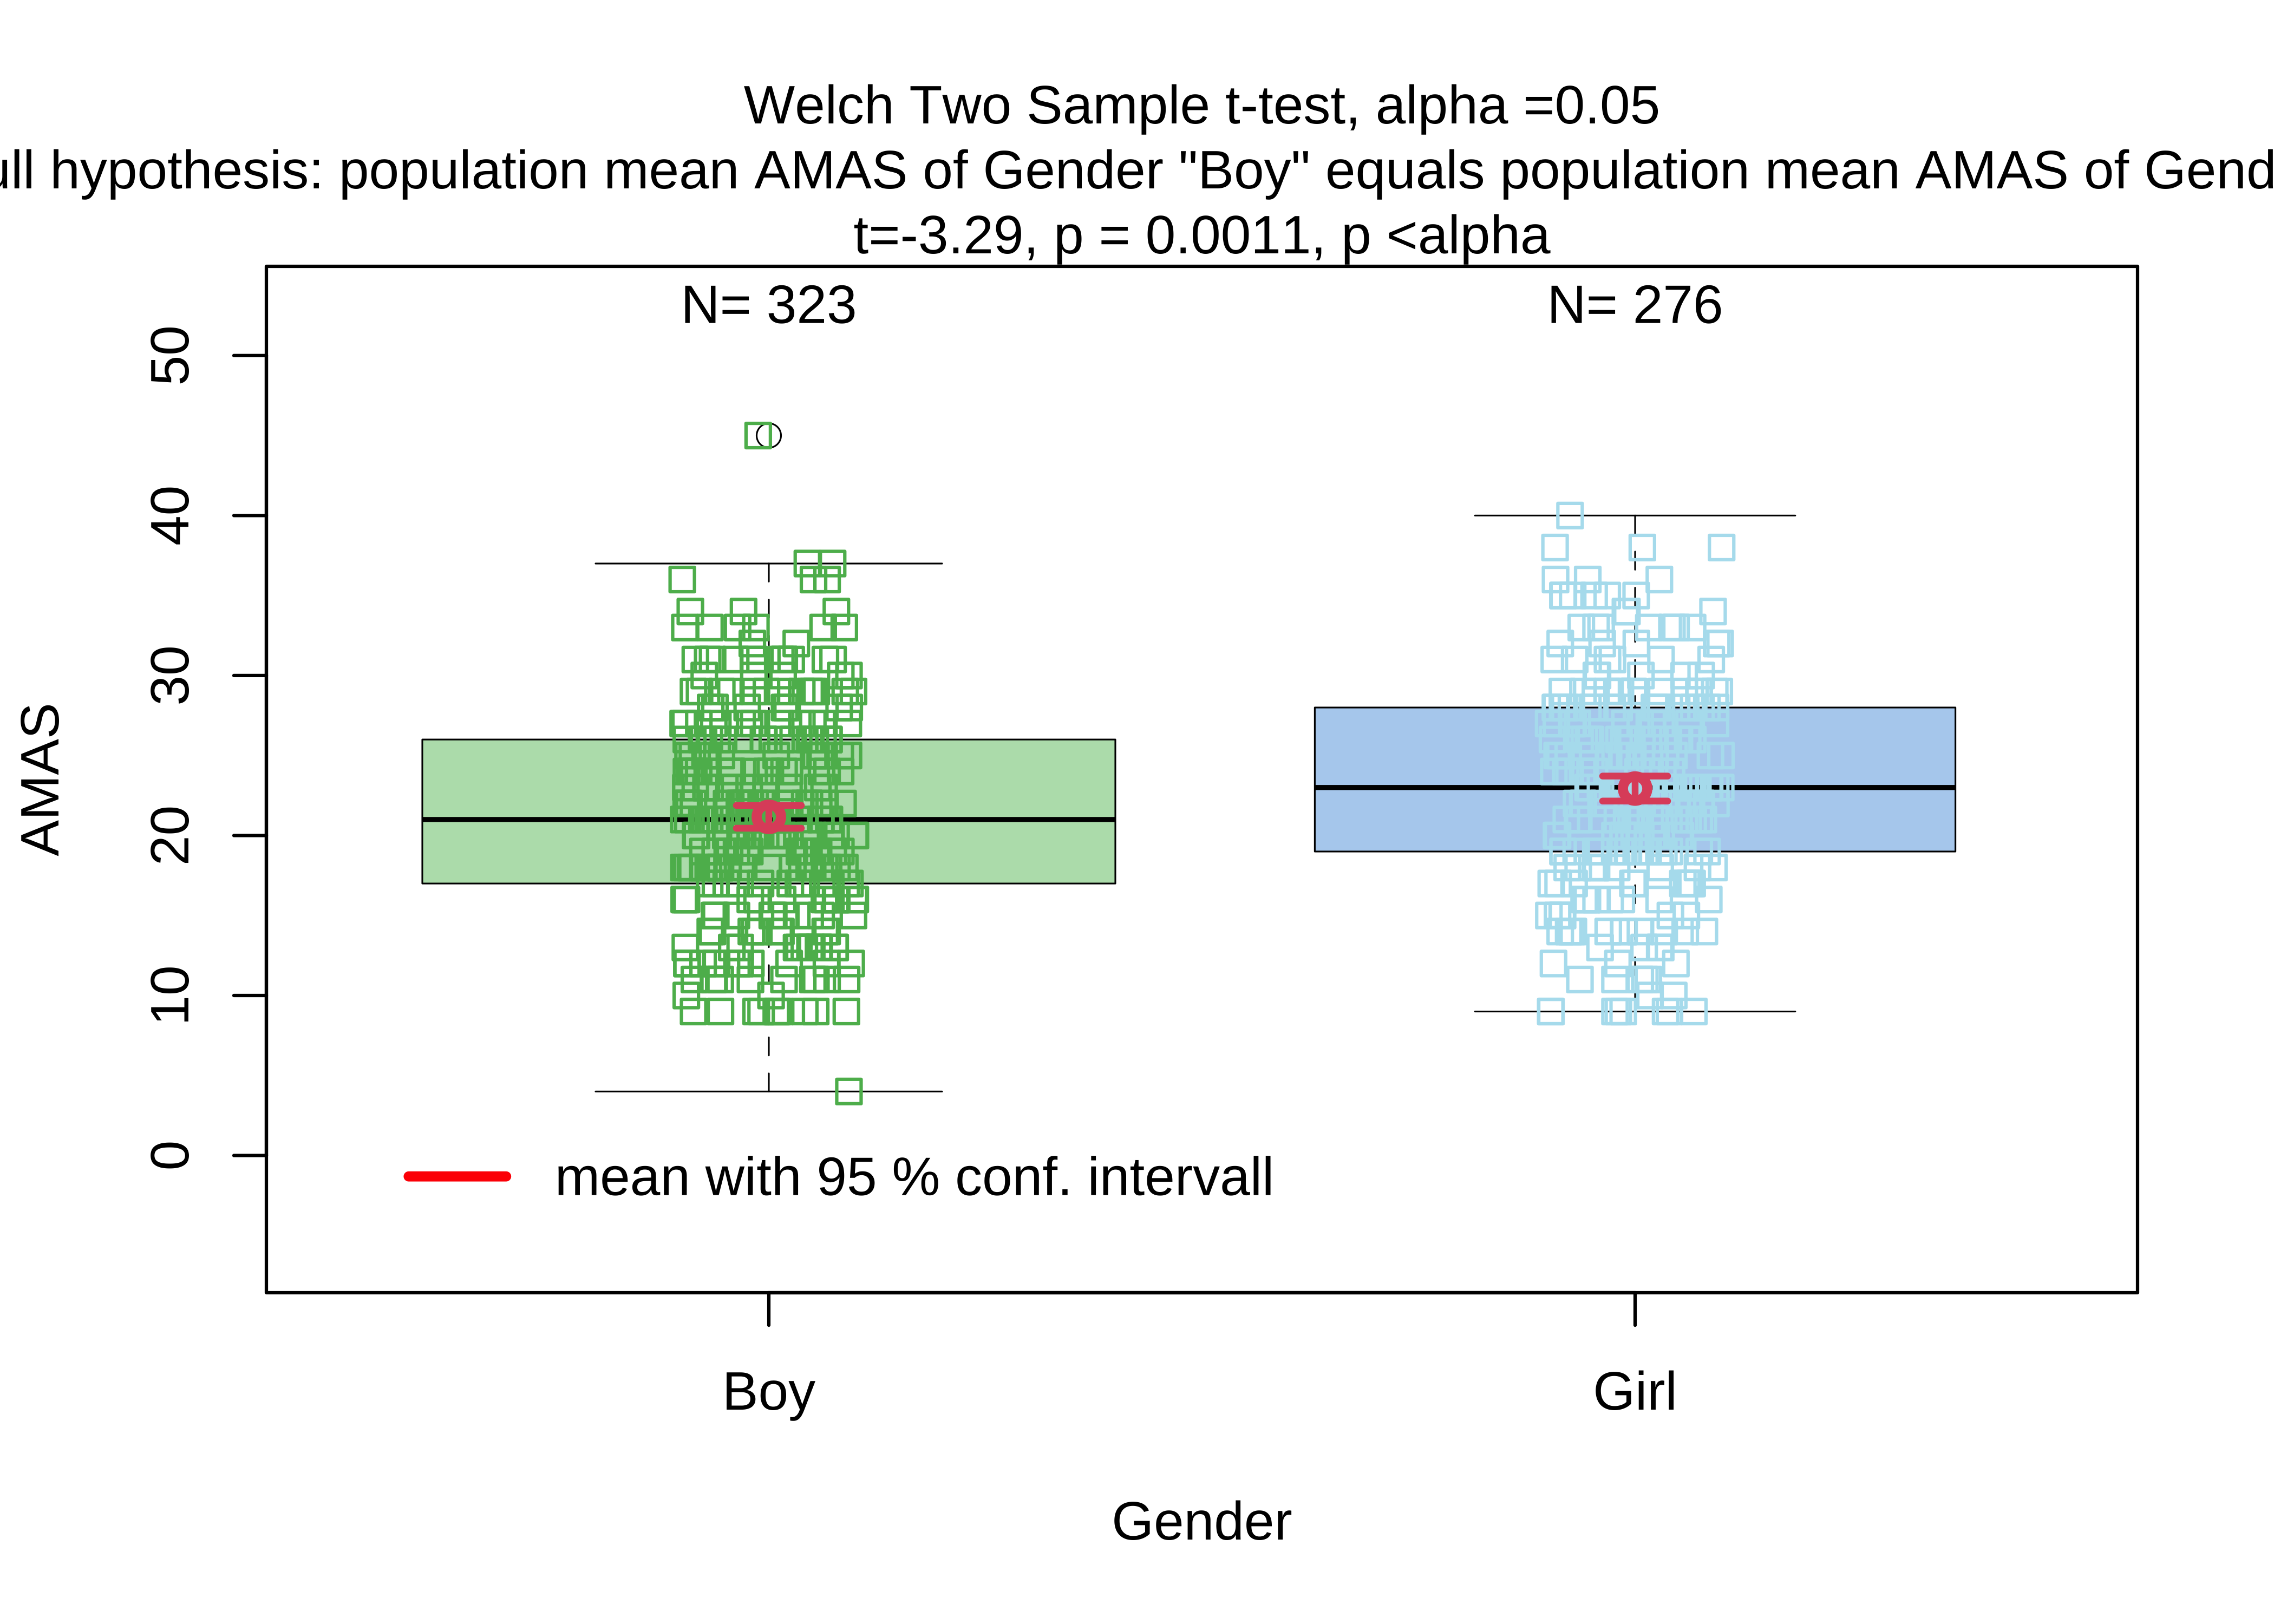 Welch Two Sample t-test, alpha =0.05
ull hypothesis: population mean AMAS of Gender "Boy" equals population mean AMAS of Gend
t=-3.29, p = 0.0011, p <alpha
N= 323 N= 276
50
40
30
20
10
0
AMAS
mean with 95 % conf. intervall
Boy Girl
Gender